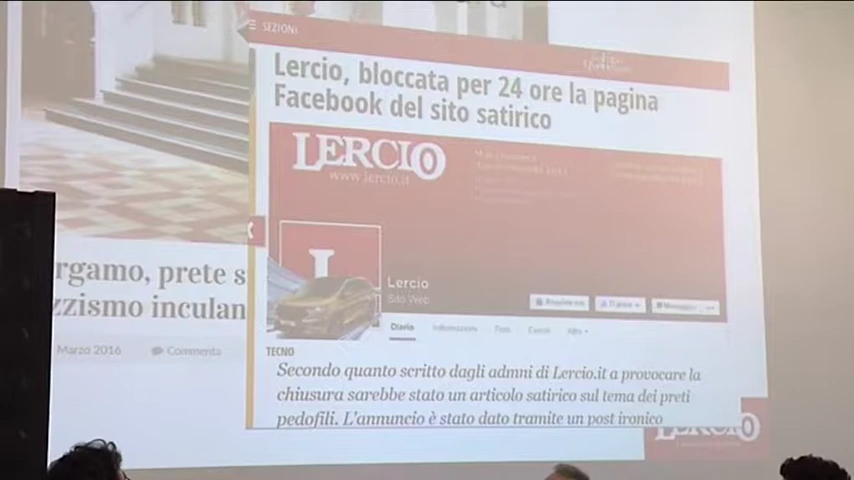 SEZIONI
Lercio, bloccata per 24 ore la pagina
Facebook del sito satirico
LERCIO
www.lercio.it
L
Lercio
Sito Web
Diario
Informazioni
Foto
Eventi
Altro
TECNO
Secondo quanto scritto dagli admni di Lercio.it a provocare la
chiusura sarebbe stato un articolo satirico sul tema dei preti
pedofili. L'annuncio è stato dato tramite un post ironico
rgamo, prete s
zzismo inculan
Marzo 2016
Commenta
LERCIO